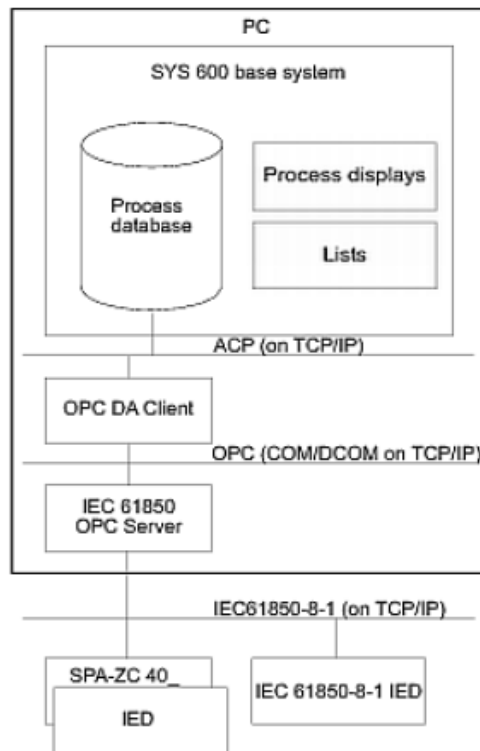 PC
SYS 600 base system
Process
database
Process displays
Lists
ACP (on TCP/IP)
OPC DA Client
OPC (COM/DCOM on TCP/IP)
IEC 61850
OPC Server
IEC61850-8-1 (on TCP/IP)
SPA-ZC 40_
IED
IEC 61850-8-1 IED